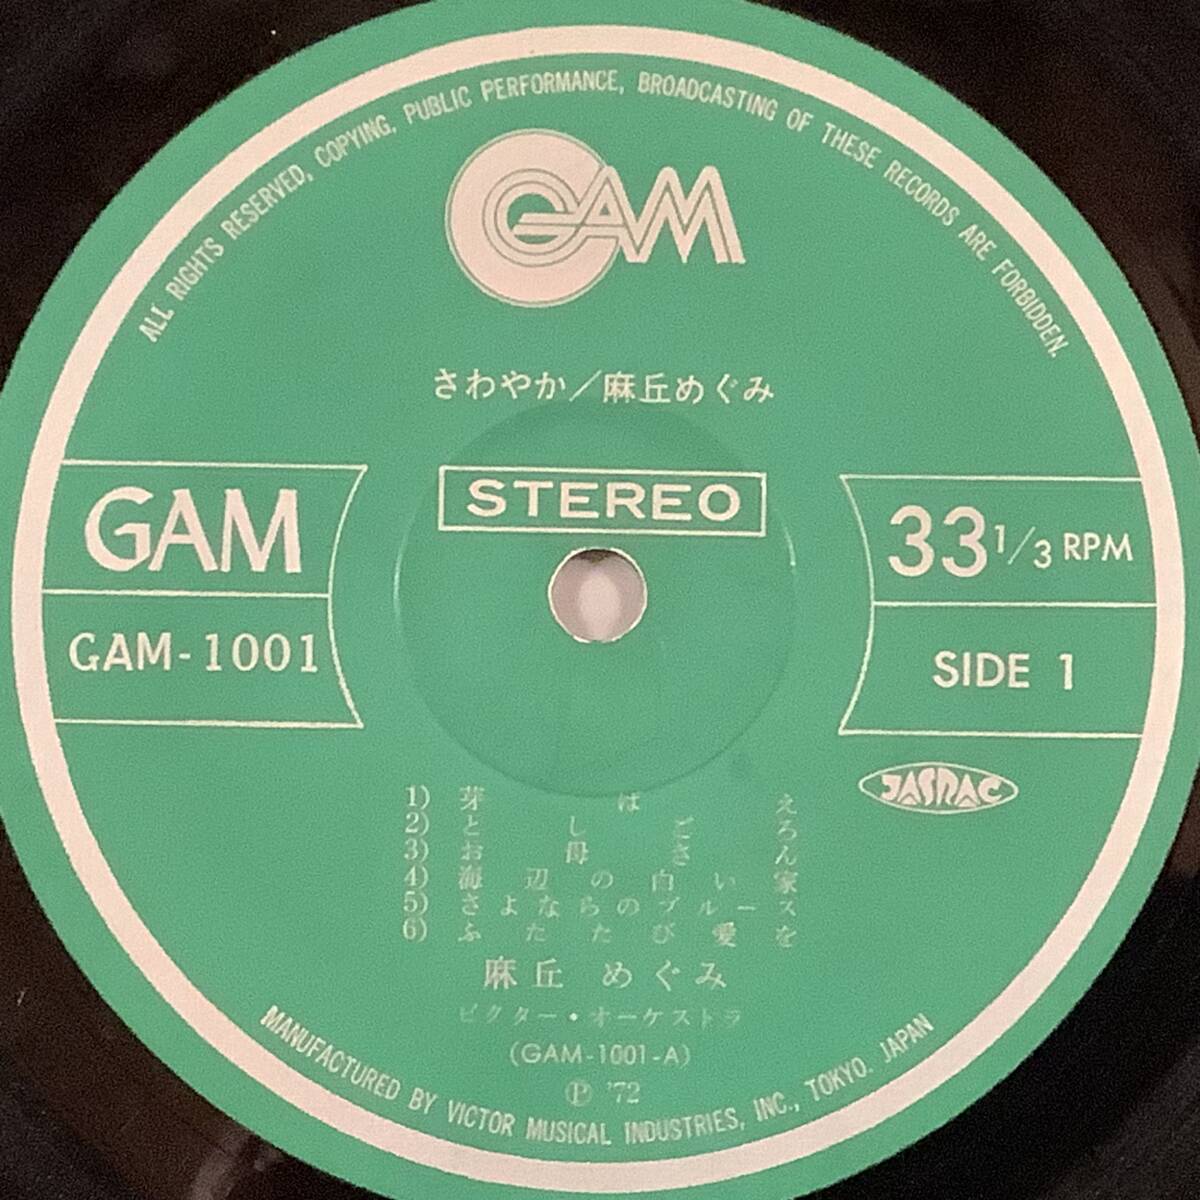 ALL RIGHTS RESERVED, COPYING, PUBLIC PERFORMANCE, BROADCASTING OF THESE RECORDS ARE FORBIDDEN.
GAM
さわやか／麻丘めぐみ
STEREO
GAM
GAM-1001
33 1/3 RPM
SIDE 1
JASRAC
1) 芽ばえ
2) としごろ
3) お母さん
4) 海辺の白い家
5) さよならのブルース
6) ふたたび愛を
麻丘 めぐみ
ビクター・オーケストラ
(GAM-1001-A)
Ⓟ '72
MANUFACTURED BY VICTOR MUSICAL INDUSTRIES, INC., TOKYO. JAPAN